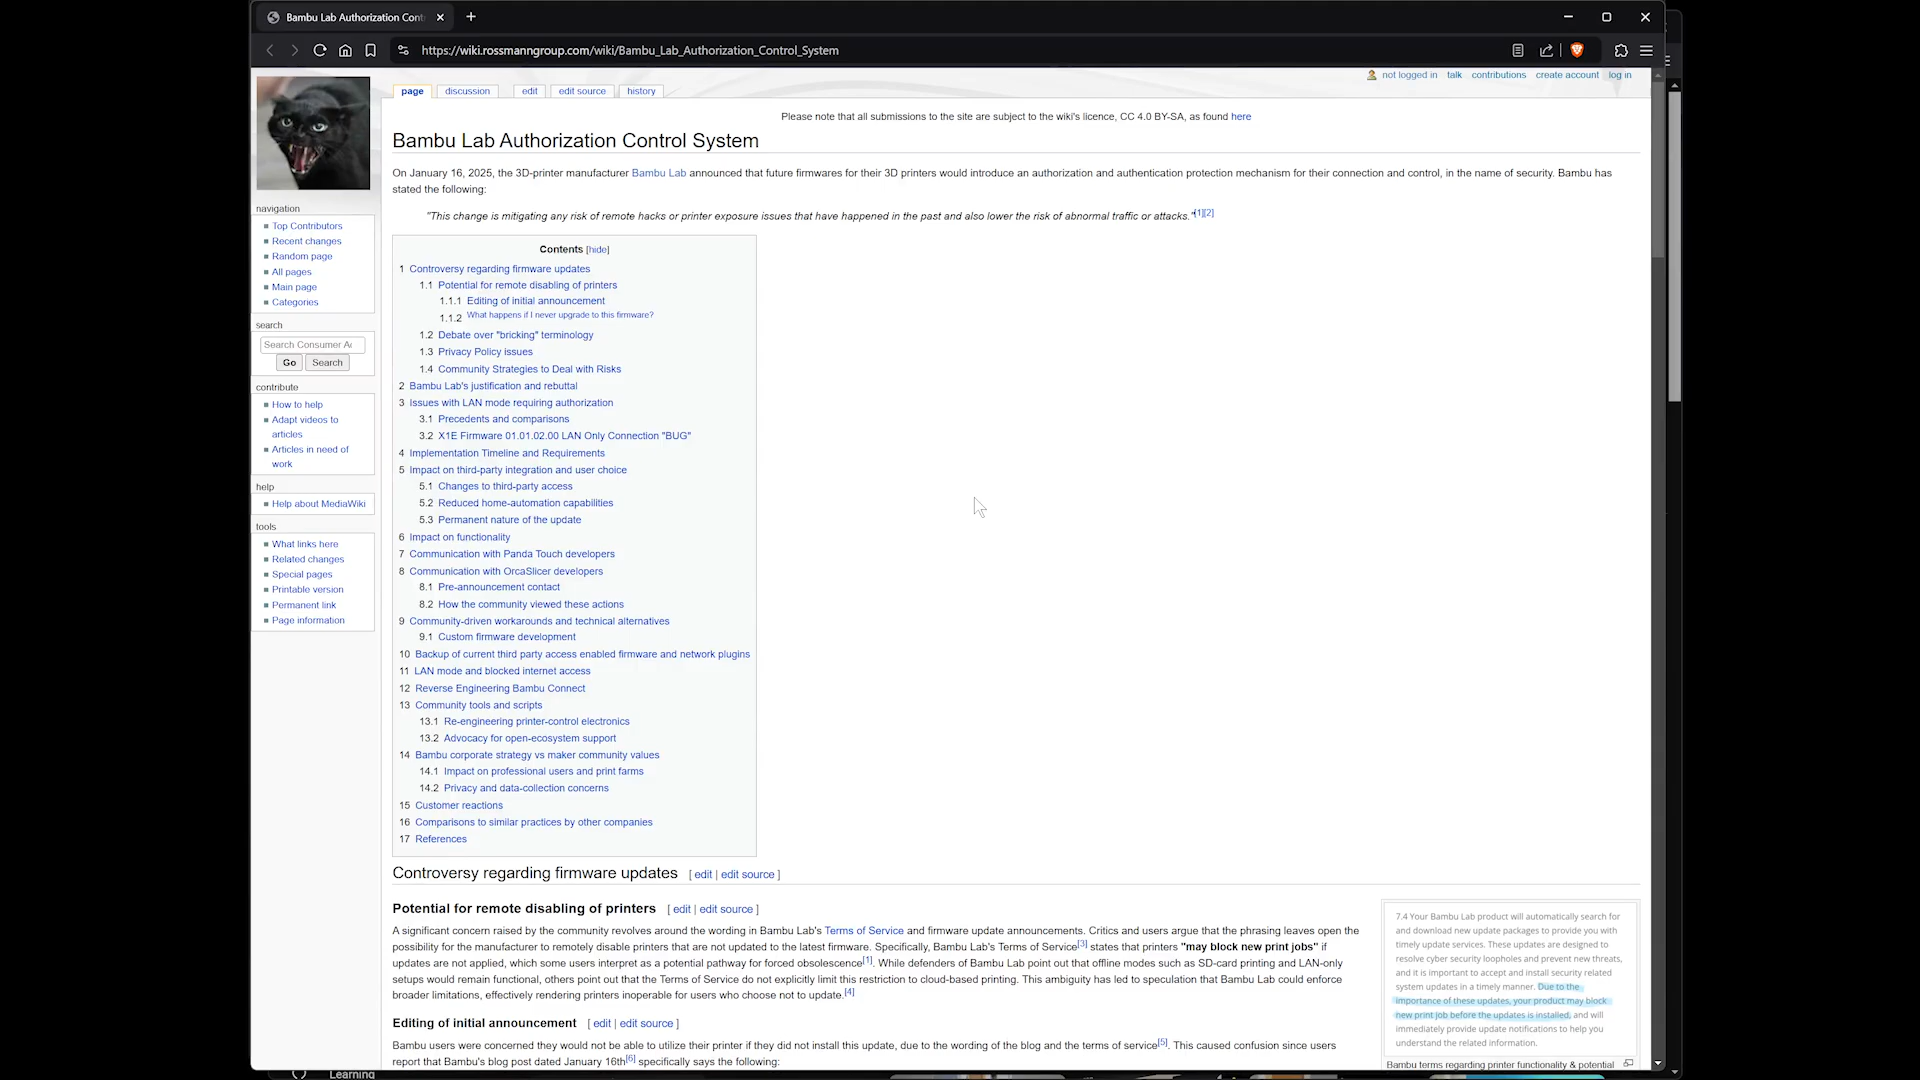 Bambu Lab Authorization Cont
https://wiki.rossmanngroup.com/wiki/Bambu_Lab_Authorization_Control_System
not logged in talk contributions create account log in
page discussion edit edit source history
Please note that all submissions to the site are subject to the wiki's licence, CC 4.0 BY-SA, as found here
Bambu Lab Authorization Control System
On January 16, 2025, the 3D-printer manufacturer Bambu Lab announced that future firmwares for their 3D printers would introduce an authorization and authentication protection mechanism for their connection and control, in the name of security. Bambu has
stated the following:
"This change is mitigating any risk of remote hacks or printer exposure issues that have happened in the past and also lower the risk of abnormal traffic or attacks."[1][2]
navigation
Top Contributors
Recent changes
Random page
All pages
Main page
Categories
search
Search Consumer Ac
Go Search
contribute
How to help
Adapt videos to
articles
Articles in need of
work
help
Help about MediaWiki
tools
What links here
Related changes
Special pages
Printable version
Permanent link
Page information
Contents [hide]
1 Controversy regarding firmware updates
1.1 Potential for remote disabling of printers
1.1.1 Editing of initial announcement
1.1.2 What happens if I never upgrade to this firmware?
1.2 Debate over "bricking" terminology
1.3 Privacy Policy issues
1.4 Community Strategies to Deal with Risks
2 Bambu Lab's justification and rebuttal
3 Issues with LAN mode requiring authorization
3.1 Precedents and comparisons
3.2 X1E Firmware 01.01.02.00 LAN Only Connection "BUG"
4 Implementation Timeline and Requirements
5 Impact on third-party integration and user choice
5.1 Changes to third-party access
5.2 Reduced home-automation capabilities
5.3 Permanent nature of the update
6 Impact on functionality
7 Communication with Panda Touch developers
8 Communication with OrcaSlicer developers
8.1 Pre-announcement contact
8.2 How the community viewed these actions
9 Community-driven workarounds and technical alternatives
9.1 Custom firmware development
10 Backup of current third party access enabled firmware and network plugins
11 LAN mode and blocked internet access
12 Reverse Engineering Bambu Connect
13 Community tools and scripts
13.1 Re-engineering printer-control electronics
13.2 Advocacy for open-ecosystem support
14 Bambu corporate strategy vs maker community values
14.1 Impact on professional users and print farms
14.2 Privacy and data-collection concerns
15 Customer reactions
16 Comparisons to similar practices by other companies
17 References
Controversy regarding firmware updates [ edit | edit source ]
Potential for remote disabling of printers [ edit | edit source ]
A significant concern raised by the community revolves around the wording in Bambu Lab's Terms of Service and firmware update announcements. Critics and users argue that the phrasing leaves open the
possibility for the manufacturer to remotely disable printers that are not updated to the latest firmware. Specifically, Bambu Lab's Terms of Service[3] states that printers "may block new print jobs" if
updates are not applied, which some users interpret as a potential pathway for forced obsolescence[1]. While defenders of Bambu Lab point out that offline modes such as SD-card printing and LAN-only
setups would remain functional, others point out that the Terms of Service do not explicitly limit this restriction to cloud-based printing. This ambiguity has led to speculation that Bambu Lab could enforce
broader limitations, effectively rendering printers inoperable for users who choose not to update.[4]
Editing of initial announcement [ edit | edit source ]
Bambu users were concerned they would not be able to utilize their printer if they did not install this update, due to the wording of the blog and the terms of service[5]. This caused confusion since users
report that Bambu's blog post dated January 16th[6] specifically says the following:
7.4 Your Bambu Lab product will automatically search for
and download new update packages to provide you with
timely update services. These updates are designed to
resolve cyber security loopholes and prevent new threats,
and it is important to accept and install security related
system updates in a timely manner. Due to the
importance of these updates, your product may block
new print job before the updates is installed, and will
immediately provide update notifications to help you
understand the related information.
Bambu terms regarding printer functionality & potential
Learning